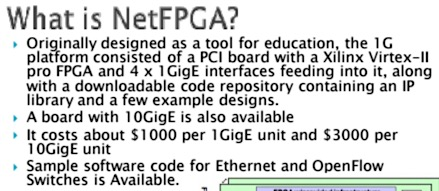 What is NetFPGA?
Originally designed as a tool for education, the 1G
platform consisted of a PCI board with a Xilinx Virtex-II
pro FPGA and 4 x 1GigE interfaces feeding into it, along
with a downloadable code repository containing an IP
library and a few example designs.
A board with 10GigE is also available
It costs about $1000 per 1GigE unit and $3000 per
10GigE unit
Sample software code for Ethernet and OpenFlow
Switches is Available.